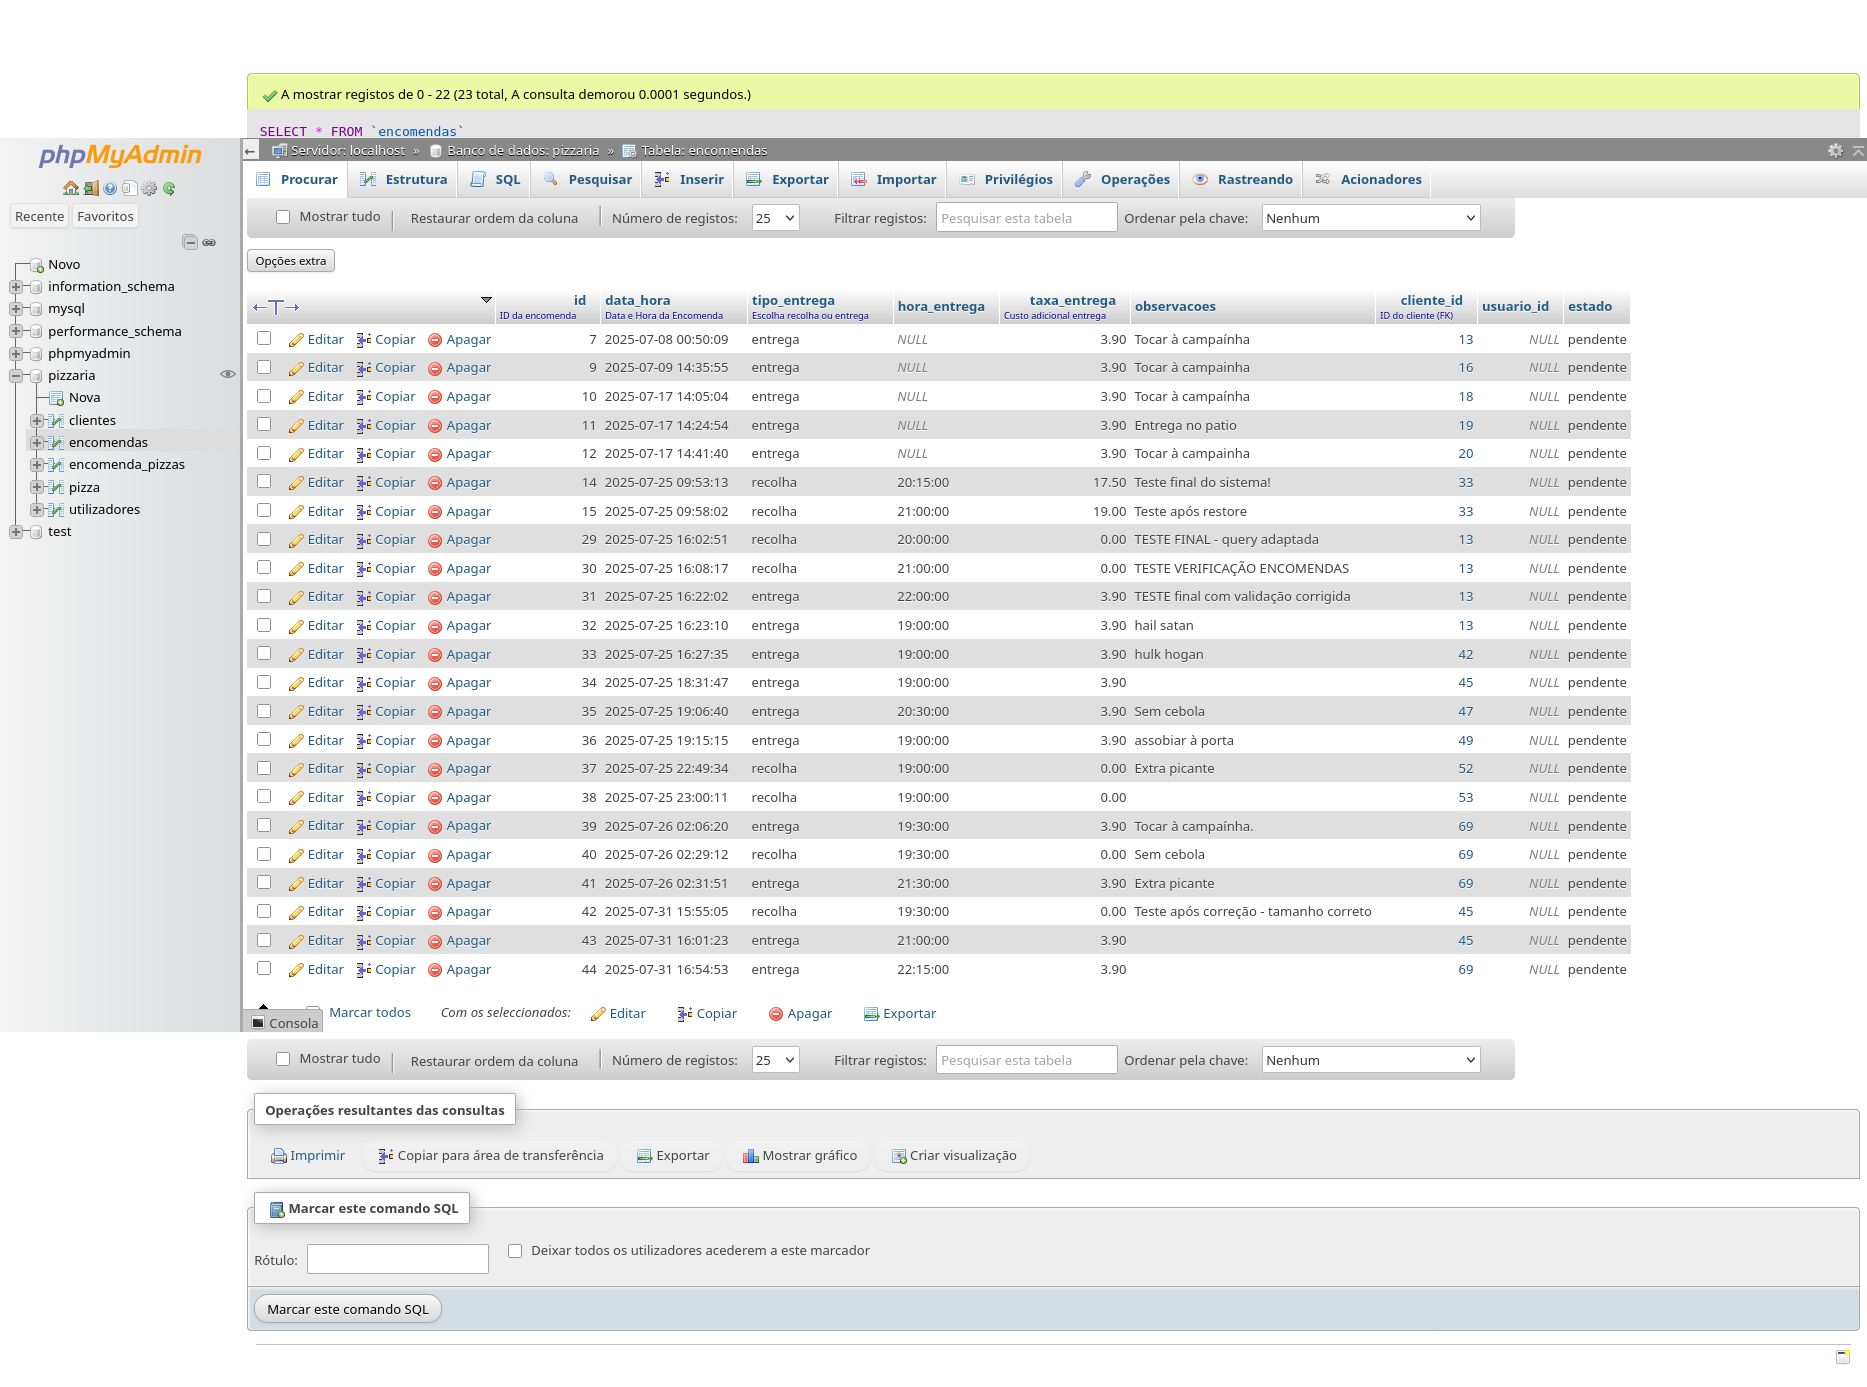 A mostrar registos de 0 - 22 (23 total, A consulta demorou 0.0001 segundos.)
SELECT * FROM `encomendas`
phpMyAdmin
Recente Favoritos
Novo
information_schema
mysql
performance_schema
phpmyadmin
pizzaria
Nova
clientes
encomendas
encomenda_pizzas
pizza
utilizadores
test
← Servidor: localhost » Banco de dados: pizzaria » Tabela: encomendas
Procurar Estrutura SQL Pesquisar Inserir Exportar Importar Privilégios Operações Rastreando Acionadores
Mostrar tudo Restaurar ordem da coluna Número de registos: 25 Filtrar registos: Pesquisar esta tabela Ordenar pela chave: Nenhum
Opções extra
←T→ id data_hora tipo_entrega hora_entrega taxa_entrega observacoes cliente_id usuario_id estado
ID da encomenda Data e Hora da Encomenda Escolha recolha ou entrega Custo adicional entrega ID do cliente (FK)
Editar Copiar Apagar 7 2025-07-08 00:50:09 entrega NULL 3.90 Tocar à campaínha 13 NULL pendente
Editar Copiar Apagar 9 2025-07-09 14:35:55 entrega NULL 3.90 Tocar à campainha 16 NULL pendente
Editar Copiar Apagar 10 2025-07-17 14:05:04 entrega NULL 3.90 Tocar à campaínha 18 NULL pendente
Editar Copiar Apagar 11 2025-07-17 14:24:54 entrega NULL 3.90 Entrega no patio 19 NULL pendente
Editar Copiar Apagar 12 2025-07-17 14:41:40 entrega NULL 3.90 Tocar à campainha 20 NULL pendente
Editar Copiar Apagar 14 2025-07-25 09:53:13 recolha 20:15:00 17.50 Teste final do sistema! 33 NULL pendente
Editar Copiar Apagar 15 2025-07-25 09:58:02 recolha 21:00:00 19.00 Teste após restore 33 NULL pendente
Editar Copiar Apagar 29 2025-07-25 16:02:51 recolha 20:00:00 0.00 TESTE FINAL - query adaptada 13 NULL pendente
Editar Copiar Apagar 30 2025-07-25 16:08:17 recolha 21:00:00 0.00 TESTE VERIFICAÇÃO ENCOMENDAS 13 NULL pendente
Editar Copiar Apagar 31 2025-07-25 16:22:02 entrega 22:00:00 3.90 TESTE final com validação corrigida 13 NULL pendente
Editar Copiar Apagar 32 2025-07-25 16:23:10 entrega 19:00:00 3.90 hail satan 13 NULL pendente
Editar Copiar Apagar 33 2025-07-25 16:27:35 entrega 19:00:00 3.90 hulk hogan 42 NULL pendente
Editar Copiar Apagar 34 2025-07-25 18:31:47 entrega 19:00:00 3.90 45 NULL pendente
Editar Copiar Apagar 35 2025-07-25 19:06:40 entrega 20:30:00 3.90 Sem cebola 47 NULL pendente
Editar Copiar Apagar 36 2025-07-25 19:15:15 entrega 19:00:00 3.90 assobiar à porta 49 NULL pendente
Editar Copiar Apagar 37 2025-07-25 22:49:34 recolha 19:00:00 0.00 Extra picante 52 NULL pendente
Editar Copiar Apagar 38 2025-07-25 23:00:11 recolha 19:00:00 0.00 53 NULL pendente
Editar Copiar Apagar 39 2025-07-26 02:06:20 entrega 19:30:00 3.90 Tocar à campaínha. 69 NULL pendente
Editar Copiar Apagar 40 2025-07-26 02:29:12 recolha 19:30:00 0.00 Sem cebola 69 NULL pendente
Editar Copiar Apagar 41 2025-07-26 02:31:51 entrega 21:30:00 3.90 Extra picante 69 NULL pendente
Editar Copiar Apagar 42 2025-07-31 15:55:05 recolha 19:30:00 0.00 Teste após correção - tamanho correto 45 NULL pendente
Editar Copiar Apagar 43 2025-07-31 16:01:23 entrega 21:00:00 3.90 45 NULL pendente
Editar Copiar Apagar 44 2025-07-31 16:54:53 entrega 22:15:00 3.90 69 NULL pendente
Marcar todos Com os seleccionados: Editar Copiar Apagar Exportar
Consola
Mostrar tudo Restaurar ordem da coluna Número de registos: 25 Filtrar registos: Pesquisar esta tabela Ordenar pela chave: Nenhum
Operações resultantes das consultas
Imprimir Copiar para área de transferência Exportar Mostrar gráfico Criar visualização
Marcar este comando SQL
Rótulo: Deixar todos os utilizadores acederem a este marcador
Marcar este comando SQL